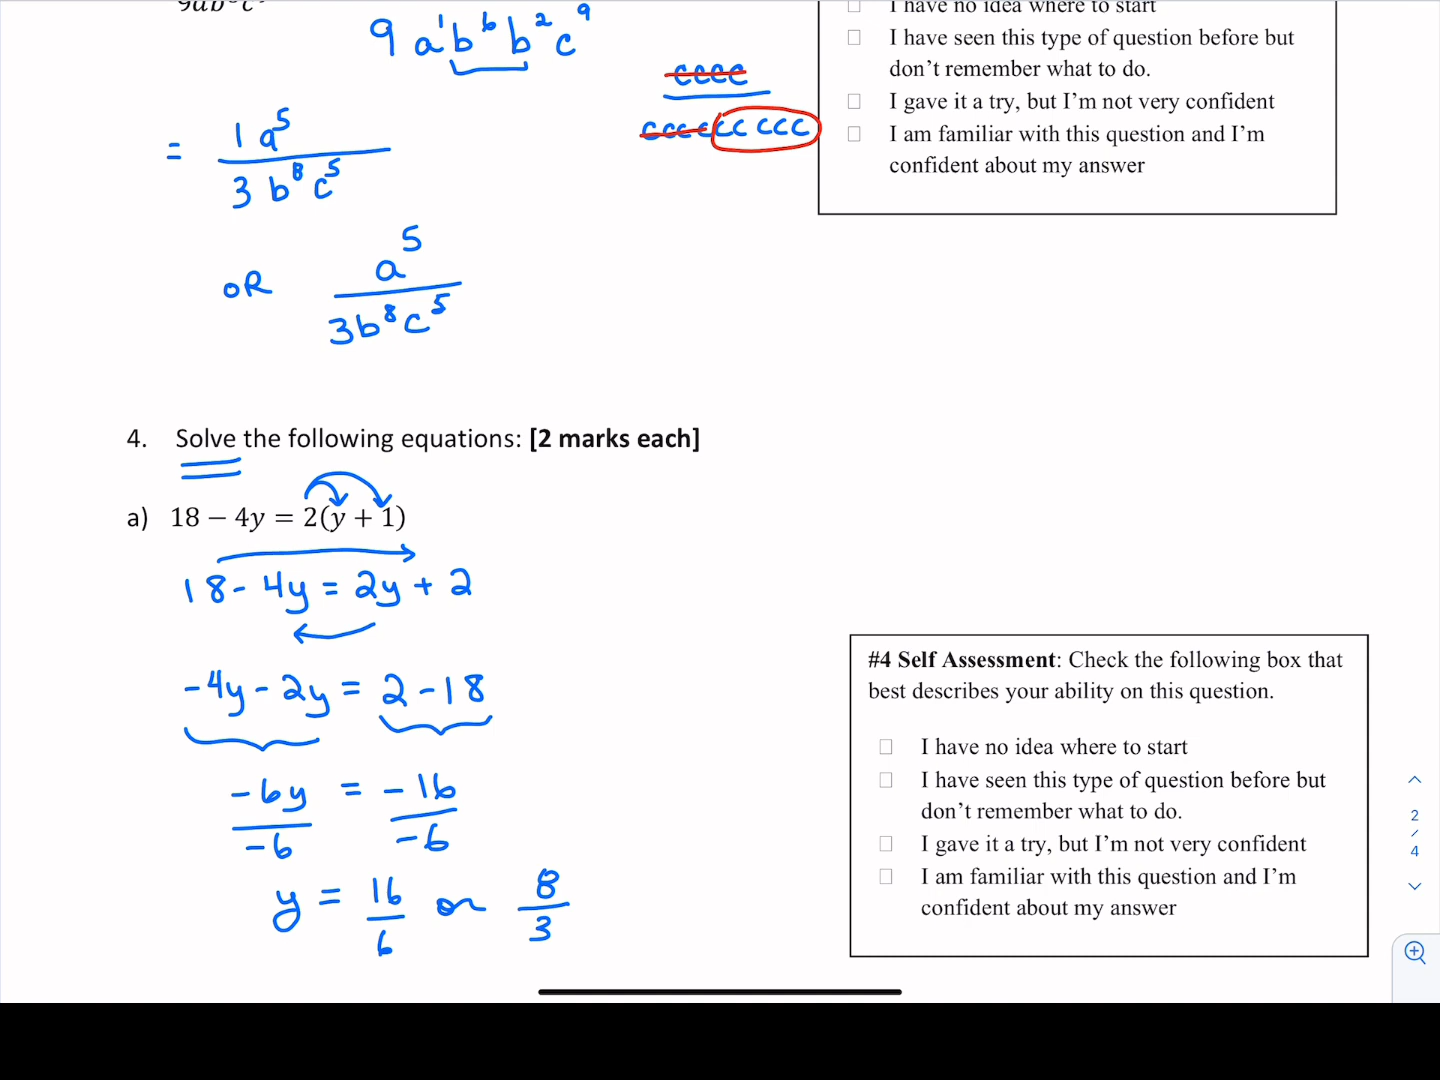 9 a¹b⁶b²c⁹
I have no idea where to start
I have seen this type of question before but
don't remember what to do.
I gave it a try, but I'm not very confident
I am familiar with this question and I'm
confident about my answer
cccc
ccccccccc
= 1a⁵
3b⁸c⁵
OR a⁵
3b⁸c⁵
4. Solve the following equations: [2 marks each]
a) 18 − 4y = 2(y + 1)
18 - 4y = 2y + 2
-4y - 2y = 2 - 18
-6y = -16
-6 -6
y = 16/6 or 8/3
#4 Self Assessment: Check the following box that
best describes your ability on this question.
I have no idea where to start
I have seen this type of question before but
don't remember what to do.
I gave it a try, but I'm not very confident
I am familiar with this question and I'm
confident about my answer
2
/
4